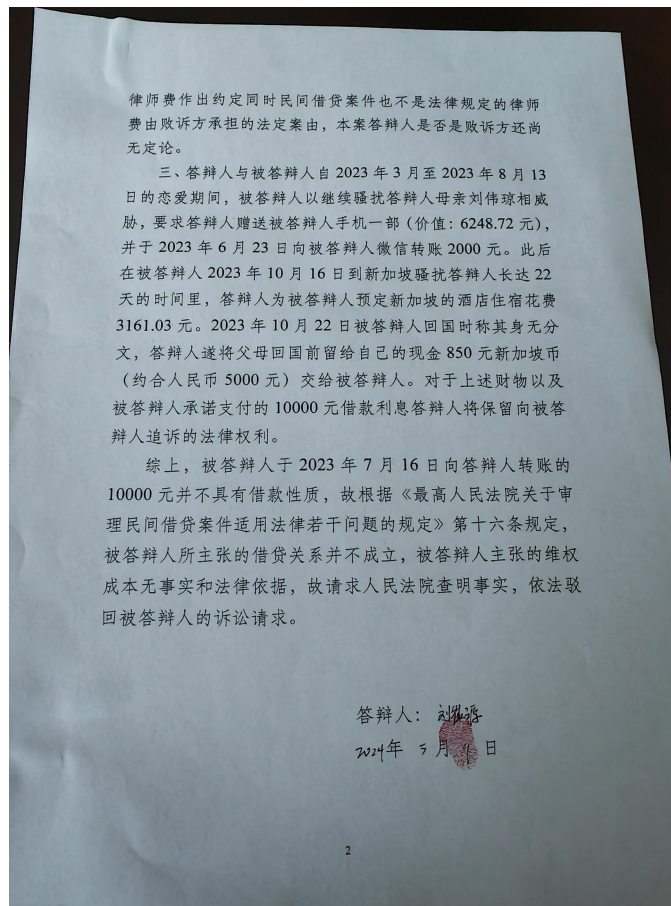 律师费作出约定同时民间借贷案件也不是法律规定的律师
费由败诉方承担的法定案由，本案答辩人是否是败诉方还尚
无定论。
三、答辩人与被答辩人自 2023 年 3 月至 2023 年 8 月 13
日的恋爱期间，被答辩人以继续骚扰答辩人母亲刘伟琼相威
胁，要求答辩人赠送被答辩人手机一部（价值：6248.72 元），
并于 2023 年 6 月 23 日向被答辩人微信转账 2000 元。此后
在被答辩人 2023 年 10 月 16 日到新加坡骚扰答辩人长达 22
天的时间里，答辩人为被答辩人预定新加坡的酒店住宿花费
3161.03 元。2023 年 10 月 22 日被答辩人回国时称其身无分
文，答辩人遂将父母回国前留给自己的现金 850 元新加坡币
（约合人民币 5000 元）交给被答辩人。对于上述财物以及
被答辩人承诺支付的 10000 元借款利息答辩人将保留向被答
辩人追诉的法律权利。
综上，被答辩人于 2023 年 7 月 16 日向答辩人转账的
10000 元并不具有借款性质，故根据《最高人民法院关于审
理民间借贷案件适用法律若干问题的规定》第十六条规定，
被答辩人所主张的借贷关系并不成立，被答辩人主张的维权
成本无事实和法律依据，故请求人民法院查明事实，依法驳
回被答辩人的诉讼请求。
答辩人：刘
2024年 5 月 日
2